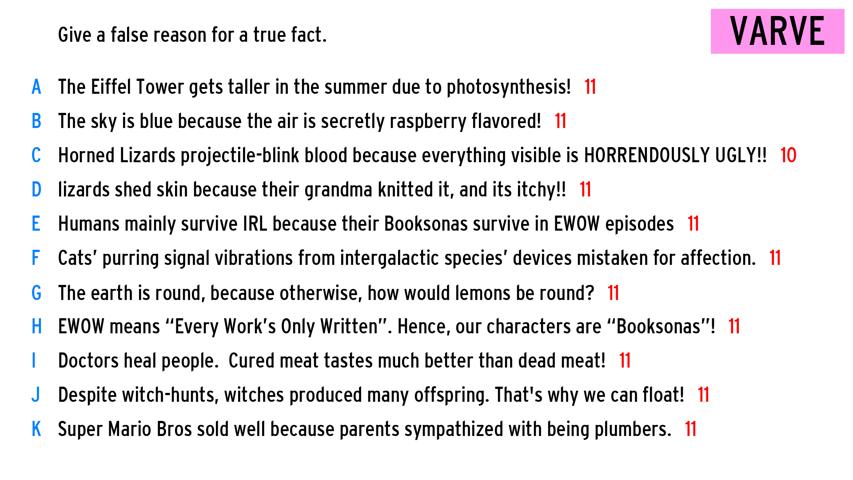 Give a false reason for a true fact.
VARVE
A The Eiffel Tower gets taller in the summer due to photosynthesis! 11
B The sky is blue because the air is secretly raspberry flavored! 11
C Horned Lizards projectile-blink blood because everything visible is HORRENDOUSLY UGLY!! 10
D lizards shed skin because their grandma knitted it, and its itchy!! 11
E Humans mainly survive IRL because their Booksonas survive in EWOW episodes 11
F Cats’ purring signal vibrations from intergalactic species’ devices mistaken for affection. 11
G The earth is round, because otherwise, how would lemons be round? 11
H EWOW means “Every Work’s Only Written”. Hence, our characters are “Booksonas”! 11
I Doctors heal people.  Cured meat tastes much better than dead meat! 11
J Despite witch-hunts, witches produced many offspring. That's why we can float! 11
K Super Mario Bros sold well because parents sympathized with being plumbers. 11